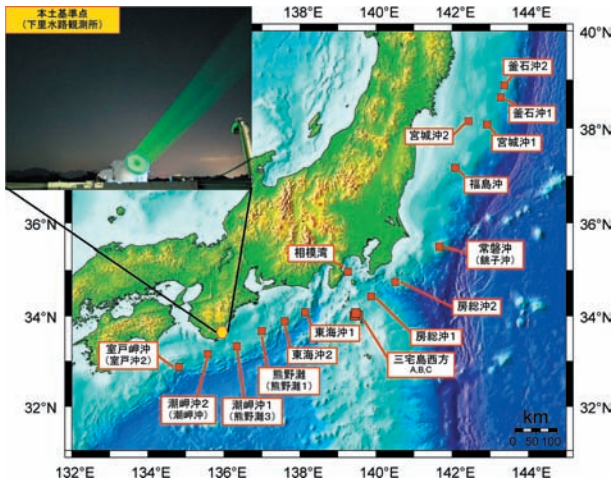 本土基準点
(下里水路観測所)
138°E
140°E
142°E
144°E
40°N
38°N
36°N
34°N
32°N
36°N
34°N
32°N
132°E
134°E
136°E
138°E
140°E
142°E
144°E
釜石沖2
釜石沖1
宮城沖2
宮城沖1
福島沖
相模湾
常磐沖
(銚子沖)
房総沖2
房総沖1
東海沖1
三宅島西方
A,B,C
東海沖2
室戸岬沖
(室戸沖2)
熊野灘
(熊野灘1)
潮岬沖2
(潮岬沖)
潮岬沖1
(熊野灘3)
km
0 50 100